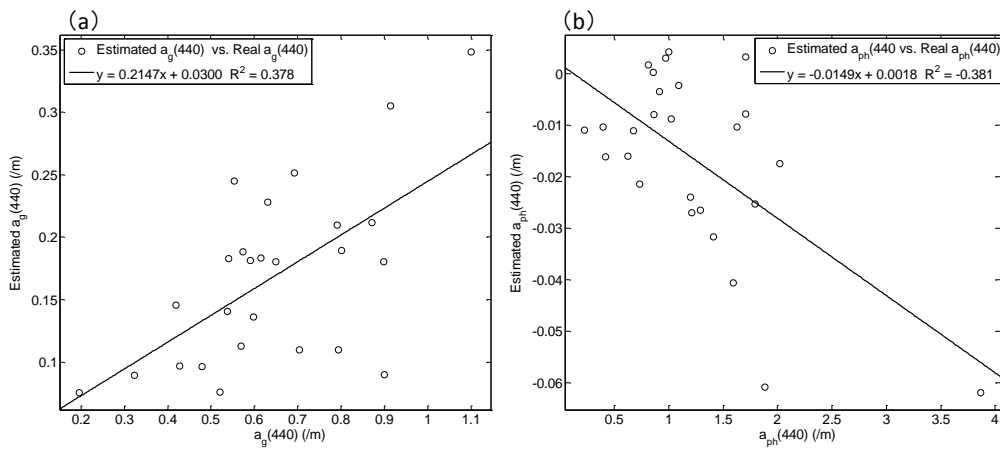 (a)
Estimated a_g(440) vs. Real a_g(440)
y = 0.2147x + 0.0300 R² = 0.378
0.35
0.3
0.25
0.2
0.15
0.1
Estimated a_g(440) (/m)
0.2 0.3 0.4 0.5 0.6 0.7 0.8 0.9 1 1.1
a_g(440) (/m)
(b)
Estimated a_ph(440 vs. Real a_ph(440)
y = -0.0149x + 0.0018 R² = -0.381
0
-0.01
-0.02
-0.03
-0.04
-0.05
-0.06
Estimated a_ph(440) (/m)
0.5 1 1.5 2 2.5 3 3.5 4
a_ph(440) (/m)